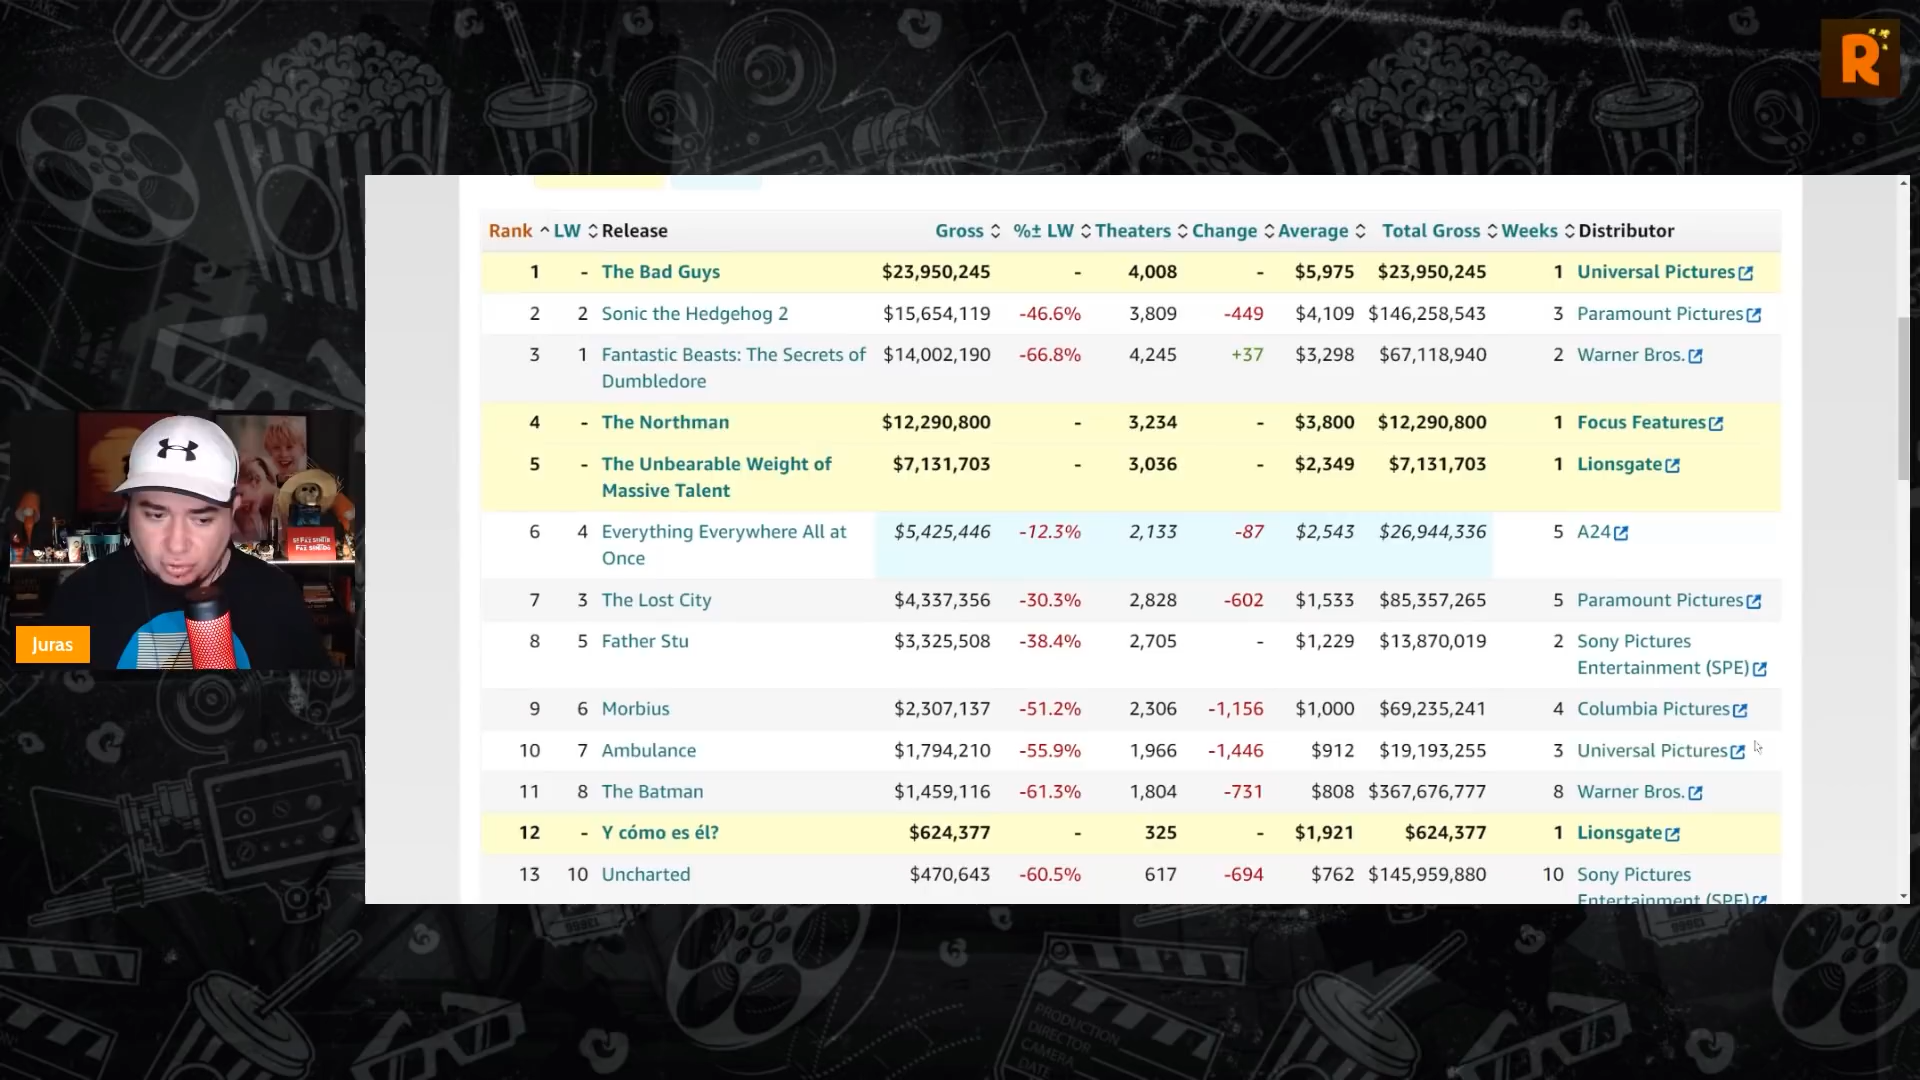 R
Rank LW Release Gross %± LW Theaters Change Average Total Gross Weeks Distributor
1 - The Bad Guys $23,950,245 - 4,008 - $5,975 $23,950,245 1 Universal Pictures
2 2 Sonic the Hedgehog 2 $15,654,119 -46.6% 3,809 -449 $4,109 $146,258,543 3 Paramount Pictures
3 1 Fantastic Beasts: The Secrets of $14,002,190 -66.8% 4,245 +37 $3,298 $67,118,940 2 Warner Bros.
Dumbledore
4 - The Northman $12,290,800 - 3,234 - $3,800 $12,290,800 1 Focus Features
5 - The Unbearable Weight of $7,131,703 - 3,036 - $2,349 $7,131,703 1 Lionsgate
Massive Talent
6 4 Everything Everywhere All at $5,425,446 -12.3% 2,133 -87 $2,543 $26,944,336 5 A24
Once
7 3 The Lost City $4,337,356 -30.3% 2,828 -602 $1,533 $85,357,265 5 Paramount Pictures
8 5 Father Stu $3,325,508 -38.4% 2,705 - $1,229 $13,870,019 2 Sony Pictures
Entertainment (SPE)
9 6 Morbius $2,307,137 -51.2% 2,306 -1,156 $1,000 $69,235,241 4 Columbia Pictures
10 7 Ambulance $1,794,210 -55.9% 1,966 -1,446 $912 $19,193,255 3 Universal Pictures
11 8 The Batman $1,459,116 -61.3% 1,804 -731 $808 $367,676,777 8 Warner Bros.
12 - Y cómo es él? $624,377 - 325 - $1,921 $624,377 1 Lionsgate
13 10 Uncharted $470,643 -60.5% 617 -694 $762 $145,959,880 10 Sony Pictures
Entertainment (SPE)
Juras
PRODUCTION
DIRECTOR
CAMERA
DATE